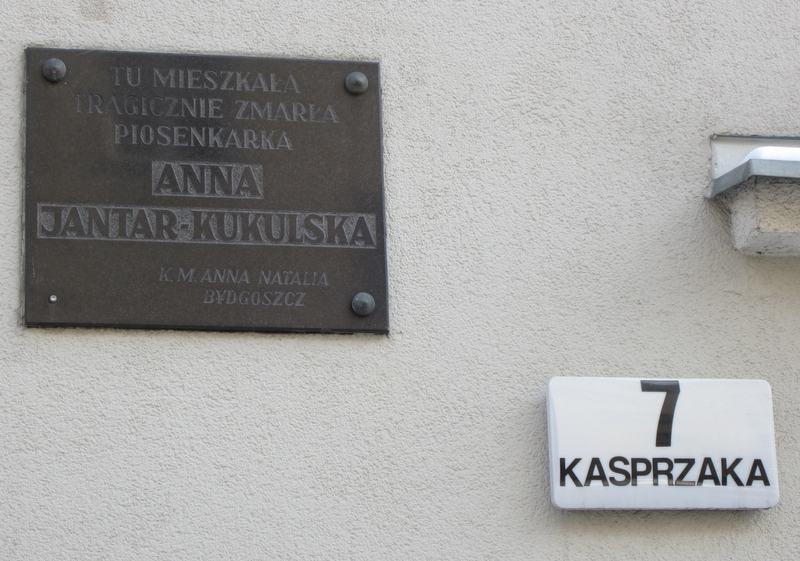 TU MIESZKAŁA
TRAGICZNIE ZMARŁA
PIOSENKARKA
ANNA
JANTAR-KUKULSKA
K.M. ANNA NATALIA
BYDGOSZCZ
7
KASPRZAKA